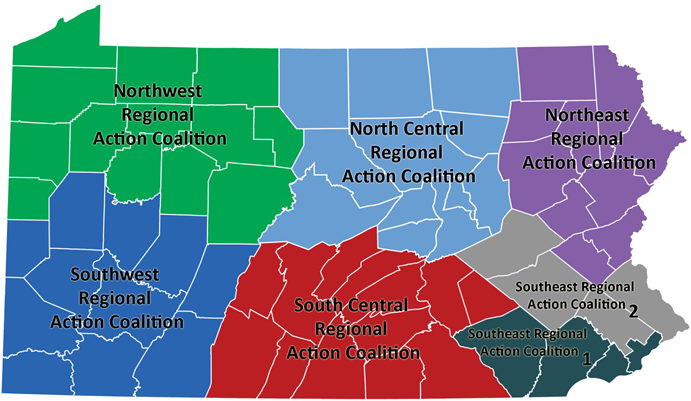 Northwest
Regional
Action Coalition
North Central
Regional
Action Coalition
Northeast
Regional
Action Coalition
Southwest
Regional
Action Coalition
South Central
Regional
Action Coalition
Southeast Regional
Action Coalition 2
Southeast Regional
Action Coalition 1